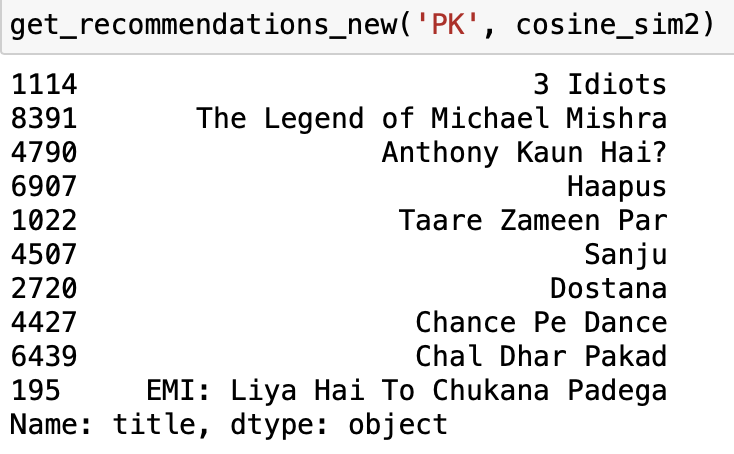 get_recommendations_new('PK', cosine_sim2)
1114 3 Idiots
8391 The Legend of Michael Mishra
4790 Anthony Kaun Hai?
6907 Haapus
1022 Taare Zameen Par
4507 Sanju
2720 Dostana
4427 Chance Pe Dance
6439 Chal Dhar Pakad
195 EMI: Liya Hai To Chukana Padega
Name: title, dtype: object